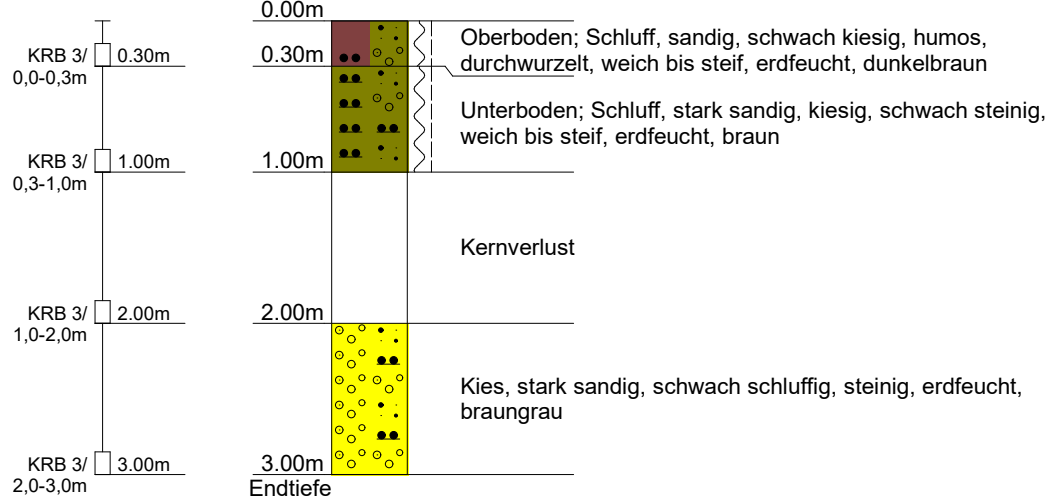 0.00m
KRB 3/
0,0-0,3m
0.30m
0.30m
Oberboden; Schluff, sandig, schwach kiesig, humos,
durchwurzelt, weich bis steif, erdfeucht, dunkelbraun
KRB 3/
0,3-1,0m
1.00m
1.00m
Unterboden; Schluff, stark sandig, kiesig, schwach steinig,
weich bis steif, erdfeucht, braun
Kernverlust
KRB 3/
1,0-2,0m
2.00m
2.00m
Kies, stark sandig, schwach schluffig, steinig, erdfeucht,
braungrau
KRB 3/
2,0-3,0m
3.00m
3.00m
Endtiefe